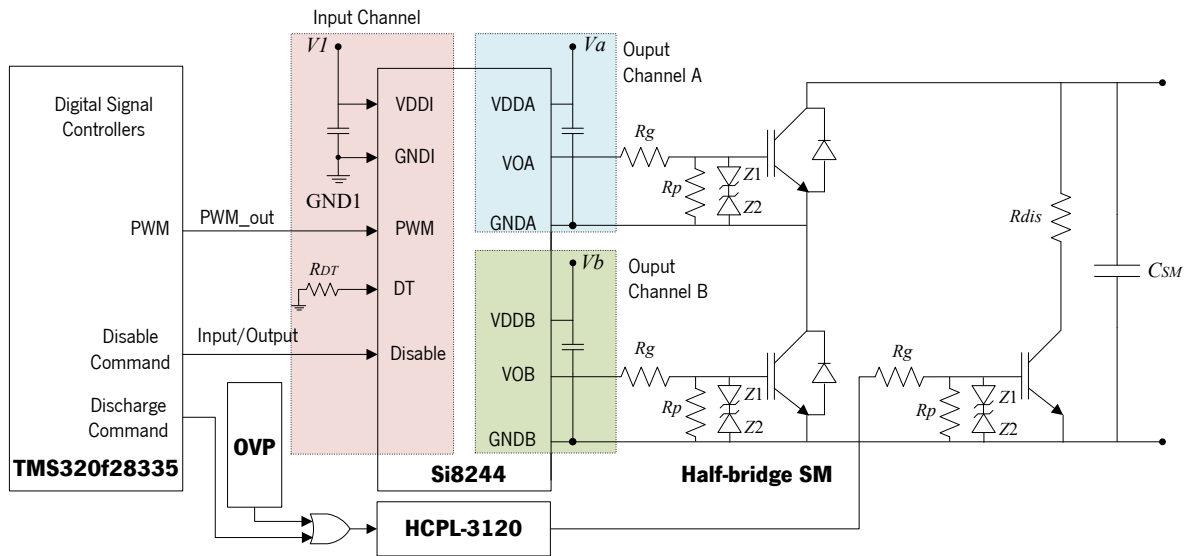 Input Channel
V1
Va
Ouput
Channel A
Digital Signal
Controllers
VDDI
VDDA
Rg
GNDI
VOA
Z1
Rp
Z2
GND1
PWM
PWM_out
PWM
GNDA
Rdis
RDT
DT
Vb
Ouput
Channel B
CSM
VDDB
Disable
Command
Input/Output
Disable
VOB
Rg
Rg
Z1
Rp
Z2
Z1
Rp
Z2
Discharge
Command
OVP
GNDB
TMS320f28335
Si8244
Half-bridge SM
HCPL-3120